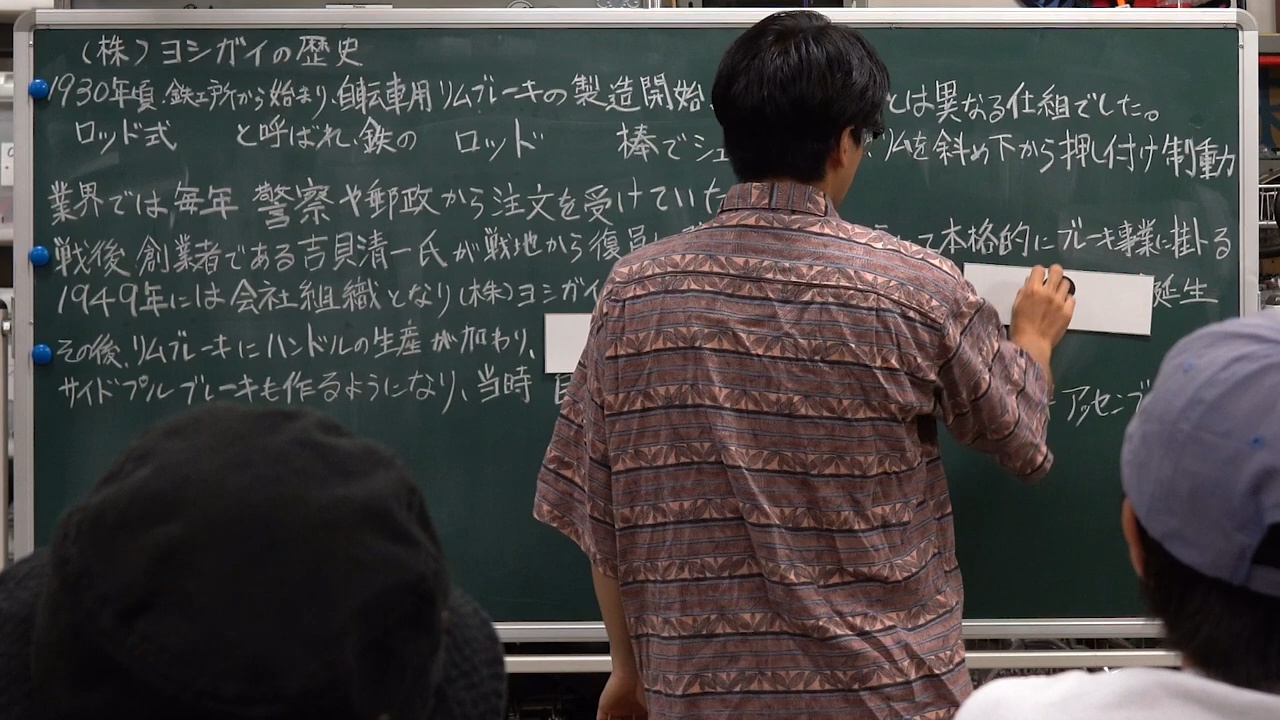 (株)ヨシガイの歴史
1930年頃、鉄工所から始まり、自転車用リムブレーキの製造開始 とは異なる仕組でした。
ロッド式 と呼ばれ、鉄の ロッド 棒でシュ リムを斜め下から押し付け制動
業界では、毎年 警察や郵政から注文を受けていた
戦後 創業者である吉貝清一氏が戦地から復員し て本格的にブレーキ事業に掛る
1949年には会社組織となり(株)ヨシガイ 誕生
その後、リムブレーキにハンドルの生産が加わり、
サイドプルブレーキも作るようになり、当時 アッセンブ